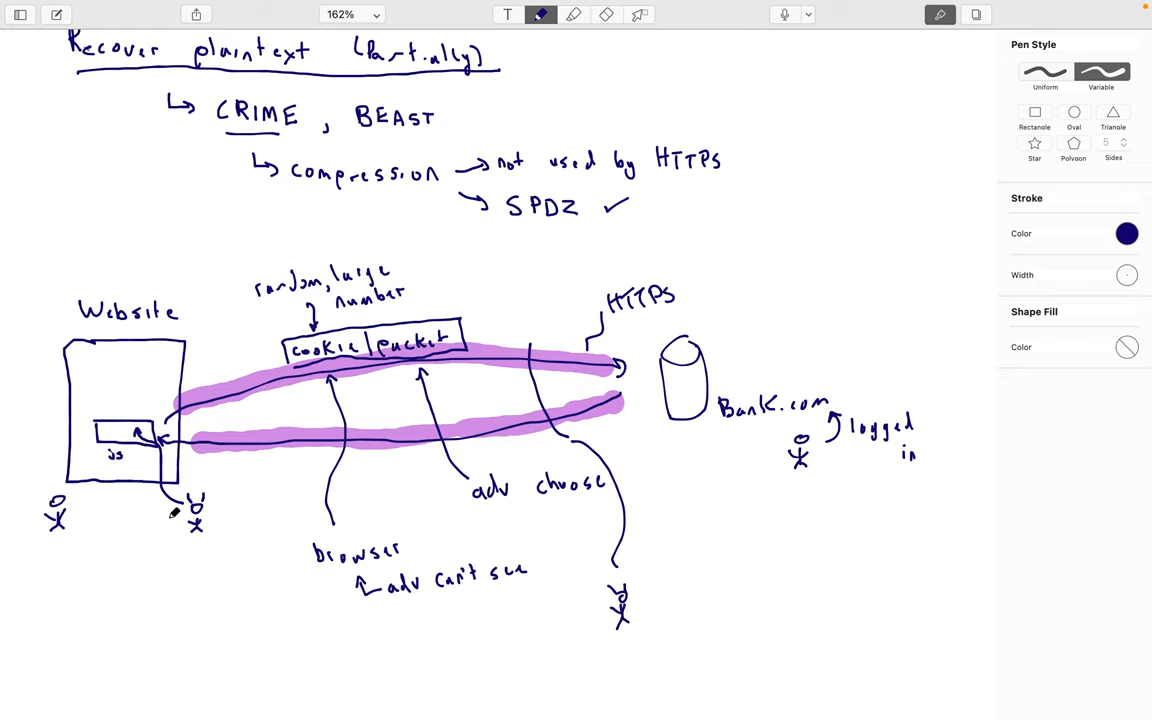 162%
T
Recover plaintext (Partially)
CRIME, BEAST
compression → not used by HTTPs
→ SPDZ ✓
random, large
number
Website
cookie | packet
HTTPs
Bank.com
logged
in
js
adv choose
browser
adv can't see
Pen Style
Uniform
Variable
Rectangle
Oval
Triangle
Star
Polygon
5
Sides
Stroke
Color
Width
Shape Fill
Color